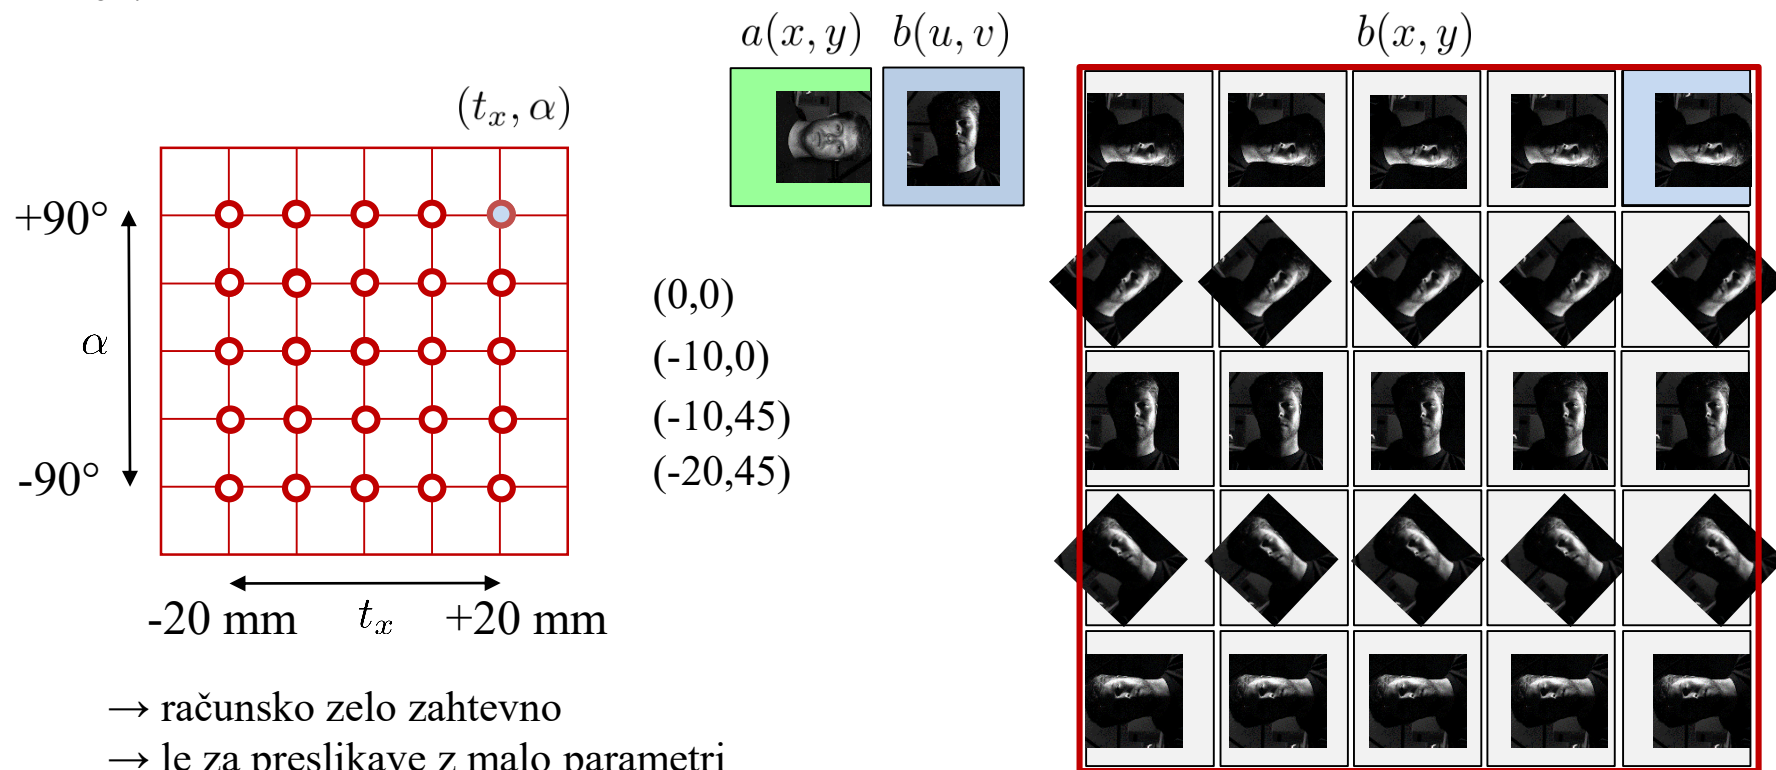 a(x, y)
b(u, v)
b(x, y)
(t_x, α)
+90°
α
-90°
-20 mm
t_x
+20 mm
(0,0)
(-10,0)
(-10,45)
(-20,45)
→ računsko zelo zahtevno
→ le za preslikave z malo parametri